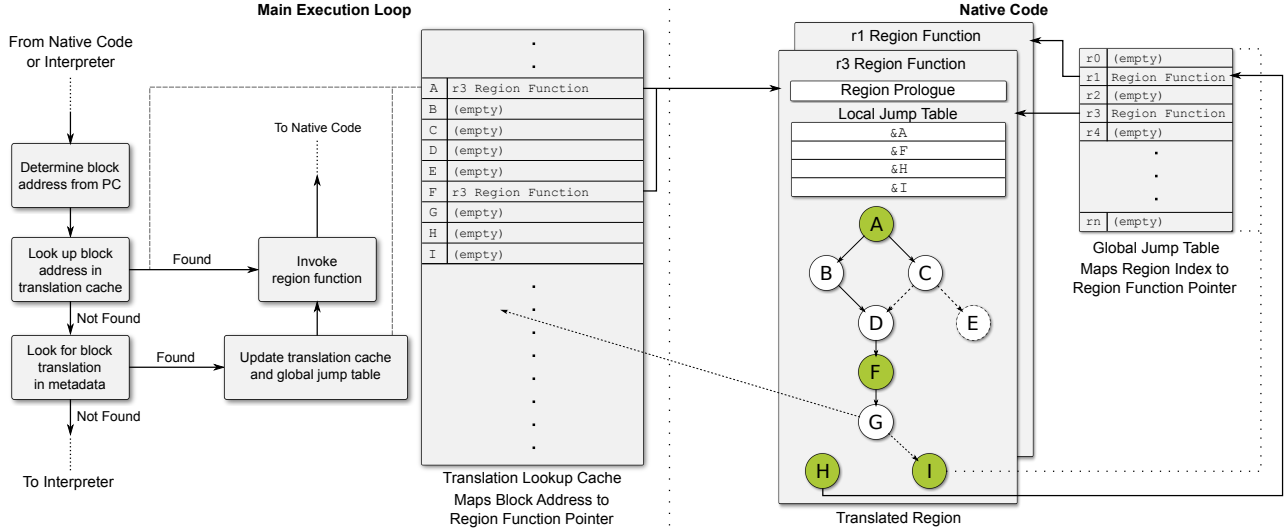 Main Execution Loop
From Native Code
or Interpreter
Determine block
address from PC
Look up block
address in
translation cache
Found
Not Found
Look for block
translation
in metadata
Found
Not Found
To Interpreter
To Native Code
Invoke
region function
Update translation cache
and global jump table
A r3 Region Function
B (empty)
C (empty)
D (empty)
E (empty)
F r3 Region Function
G (empty)
H (empty)
I (empty)
Translation Lookup Cache
Maps Block Address to
Region Function Pointer
Native Code
r1 Region Function
r3 Region Function
Region Prologue
Local Jump Table
&A
&F
&H
&I
A
B
C
D
E
F
G
H
I
Translated Region
r0 (empty)
r1 Region Function
r2 (empty)
r3 Region Function
r4 (empty)
rn (empty)
Global Jump Table
Maps Region Index to
Region Function Pointer